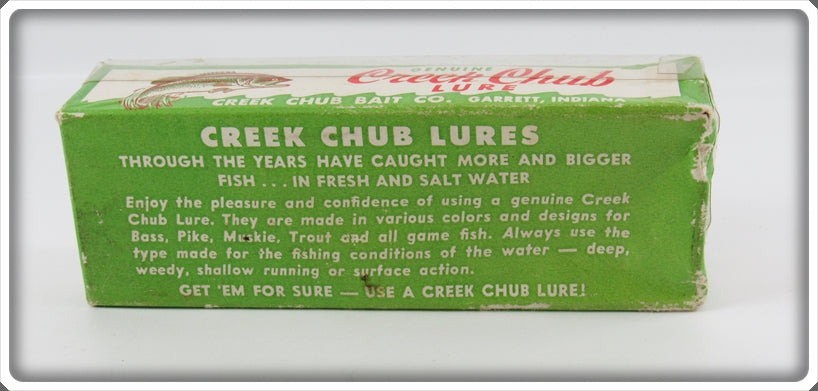 GENUINE
Creek Chub
LURE
CREEK CHUB BAIT CO. GARRETT, INDIANA
CREEK CHUB LURES
THROUGH THE YEARS HAVE CAUGHT MORE AND BIGGER
FISH . . . IN FRESH AND SALT WATER
Enjoy the pleasure and confidence of using a genuine Creek
Chub Lure. They are made in various colors and designs for
Bass, Pike, Muskie, Trout and all game fish. Always use the
type made for the fishing conditions of the water — deep,
weedy, shallow running or surface action.
GET 'EM FOR SURE — USE A CREEK CHUB LURE!